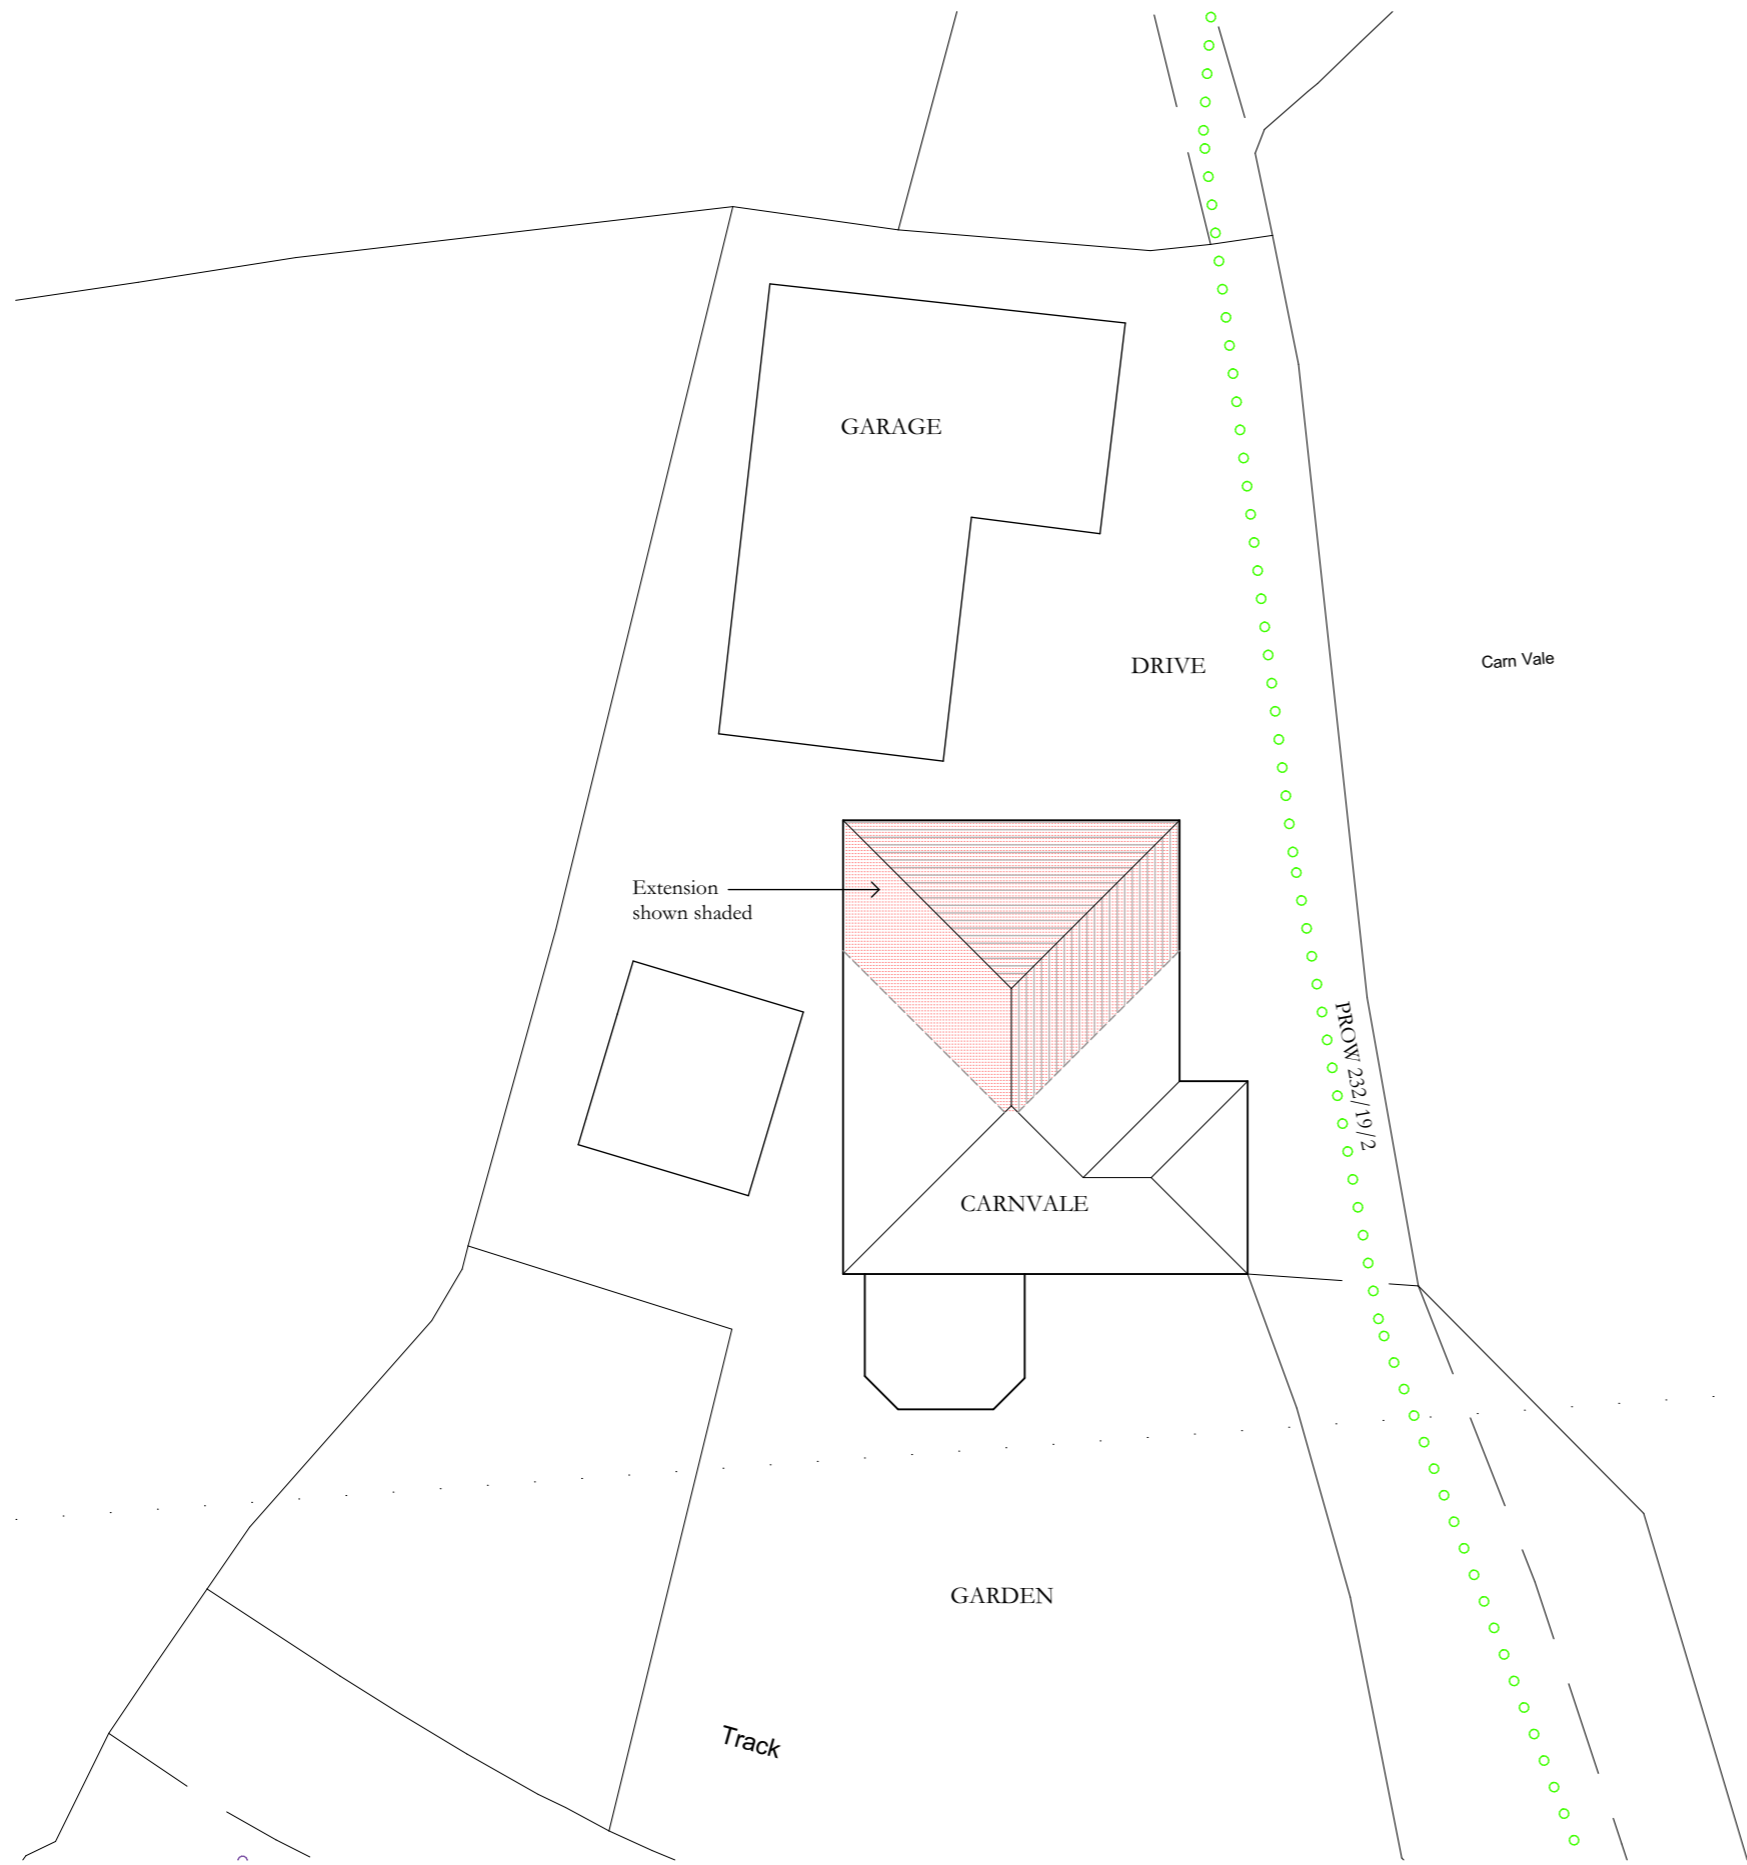 GARAGE
DRIVE
Carn Vale
Extension
shown shaded
PROW 232/19/2
CARNVALE
GARDEN
Track